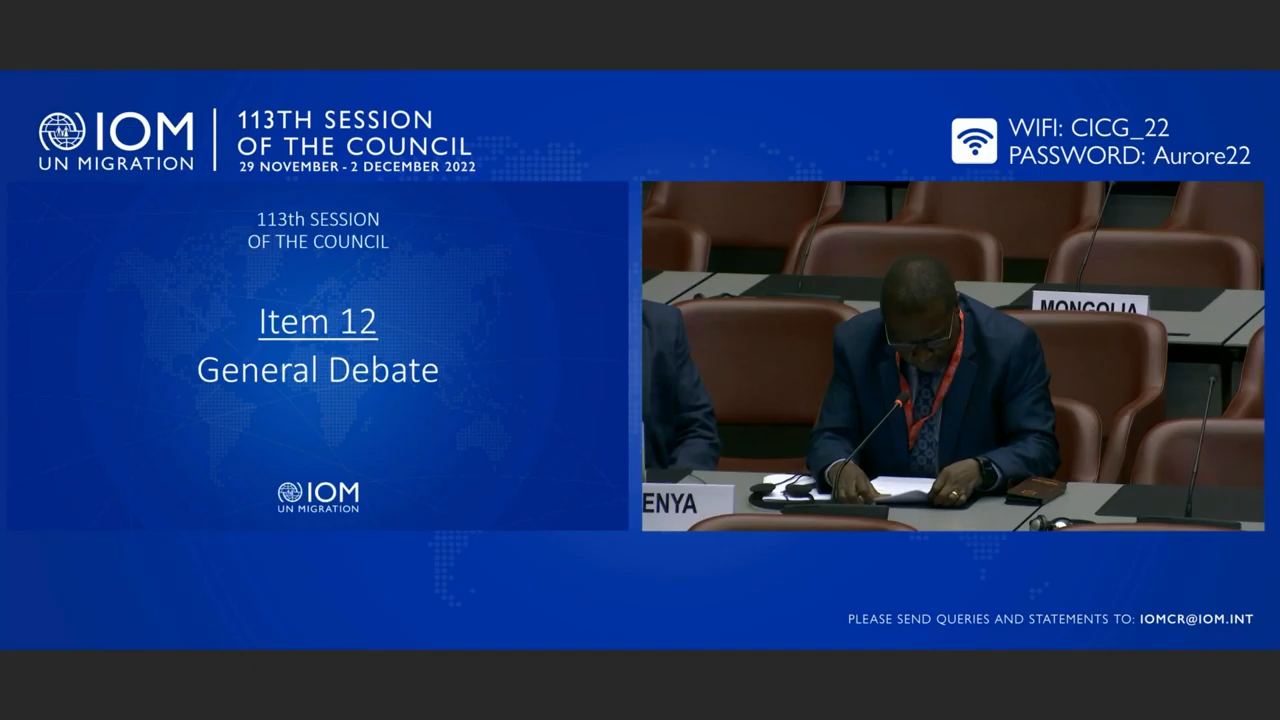 IOM
UN MIGRATION
113TH SESSION
OF THE COUNCIL
29 NOVEMBER - 2 DECEMBER 2022
WIFI: CICG_22
PASSWORD: Aurore22
113th SESSION
OF THE COUNCIL
Item 12
General Debate
IOM
UN MIGRATION
MONGOLIA
ENYA
PLEASE SEND QUERIES AND STATEMENTS TO: IOMCR@IOM.INT